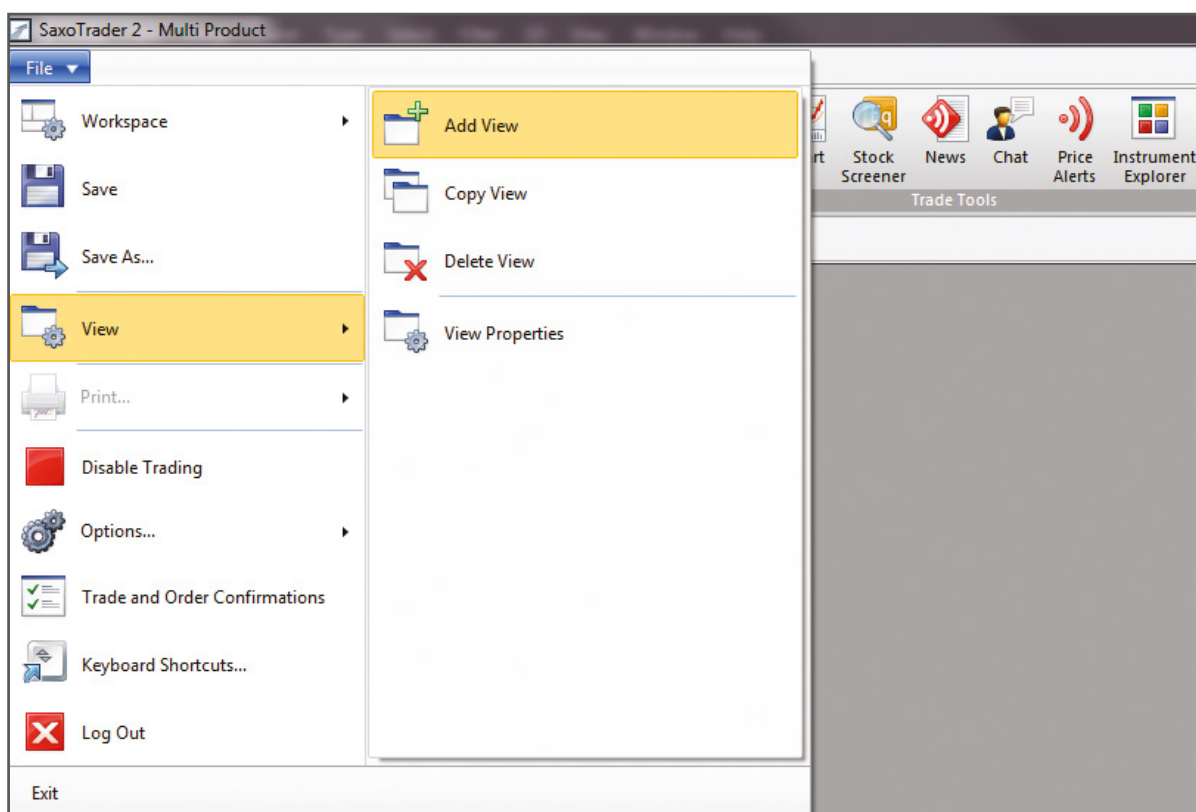 SaxoTrader 2 - Multi Product
File
Workspace
Save
Save As...
View
Print...
Disable Trading
Options...
Trade and Order Confirmations
Keyboard Shortcuts...
Log Out
Exit
Add View
Copy View
Delete View
View Properties
rt
Stock
Screener
News
Chat
Price
Alerts
Instrument
Explorer
Trade Tools